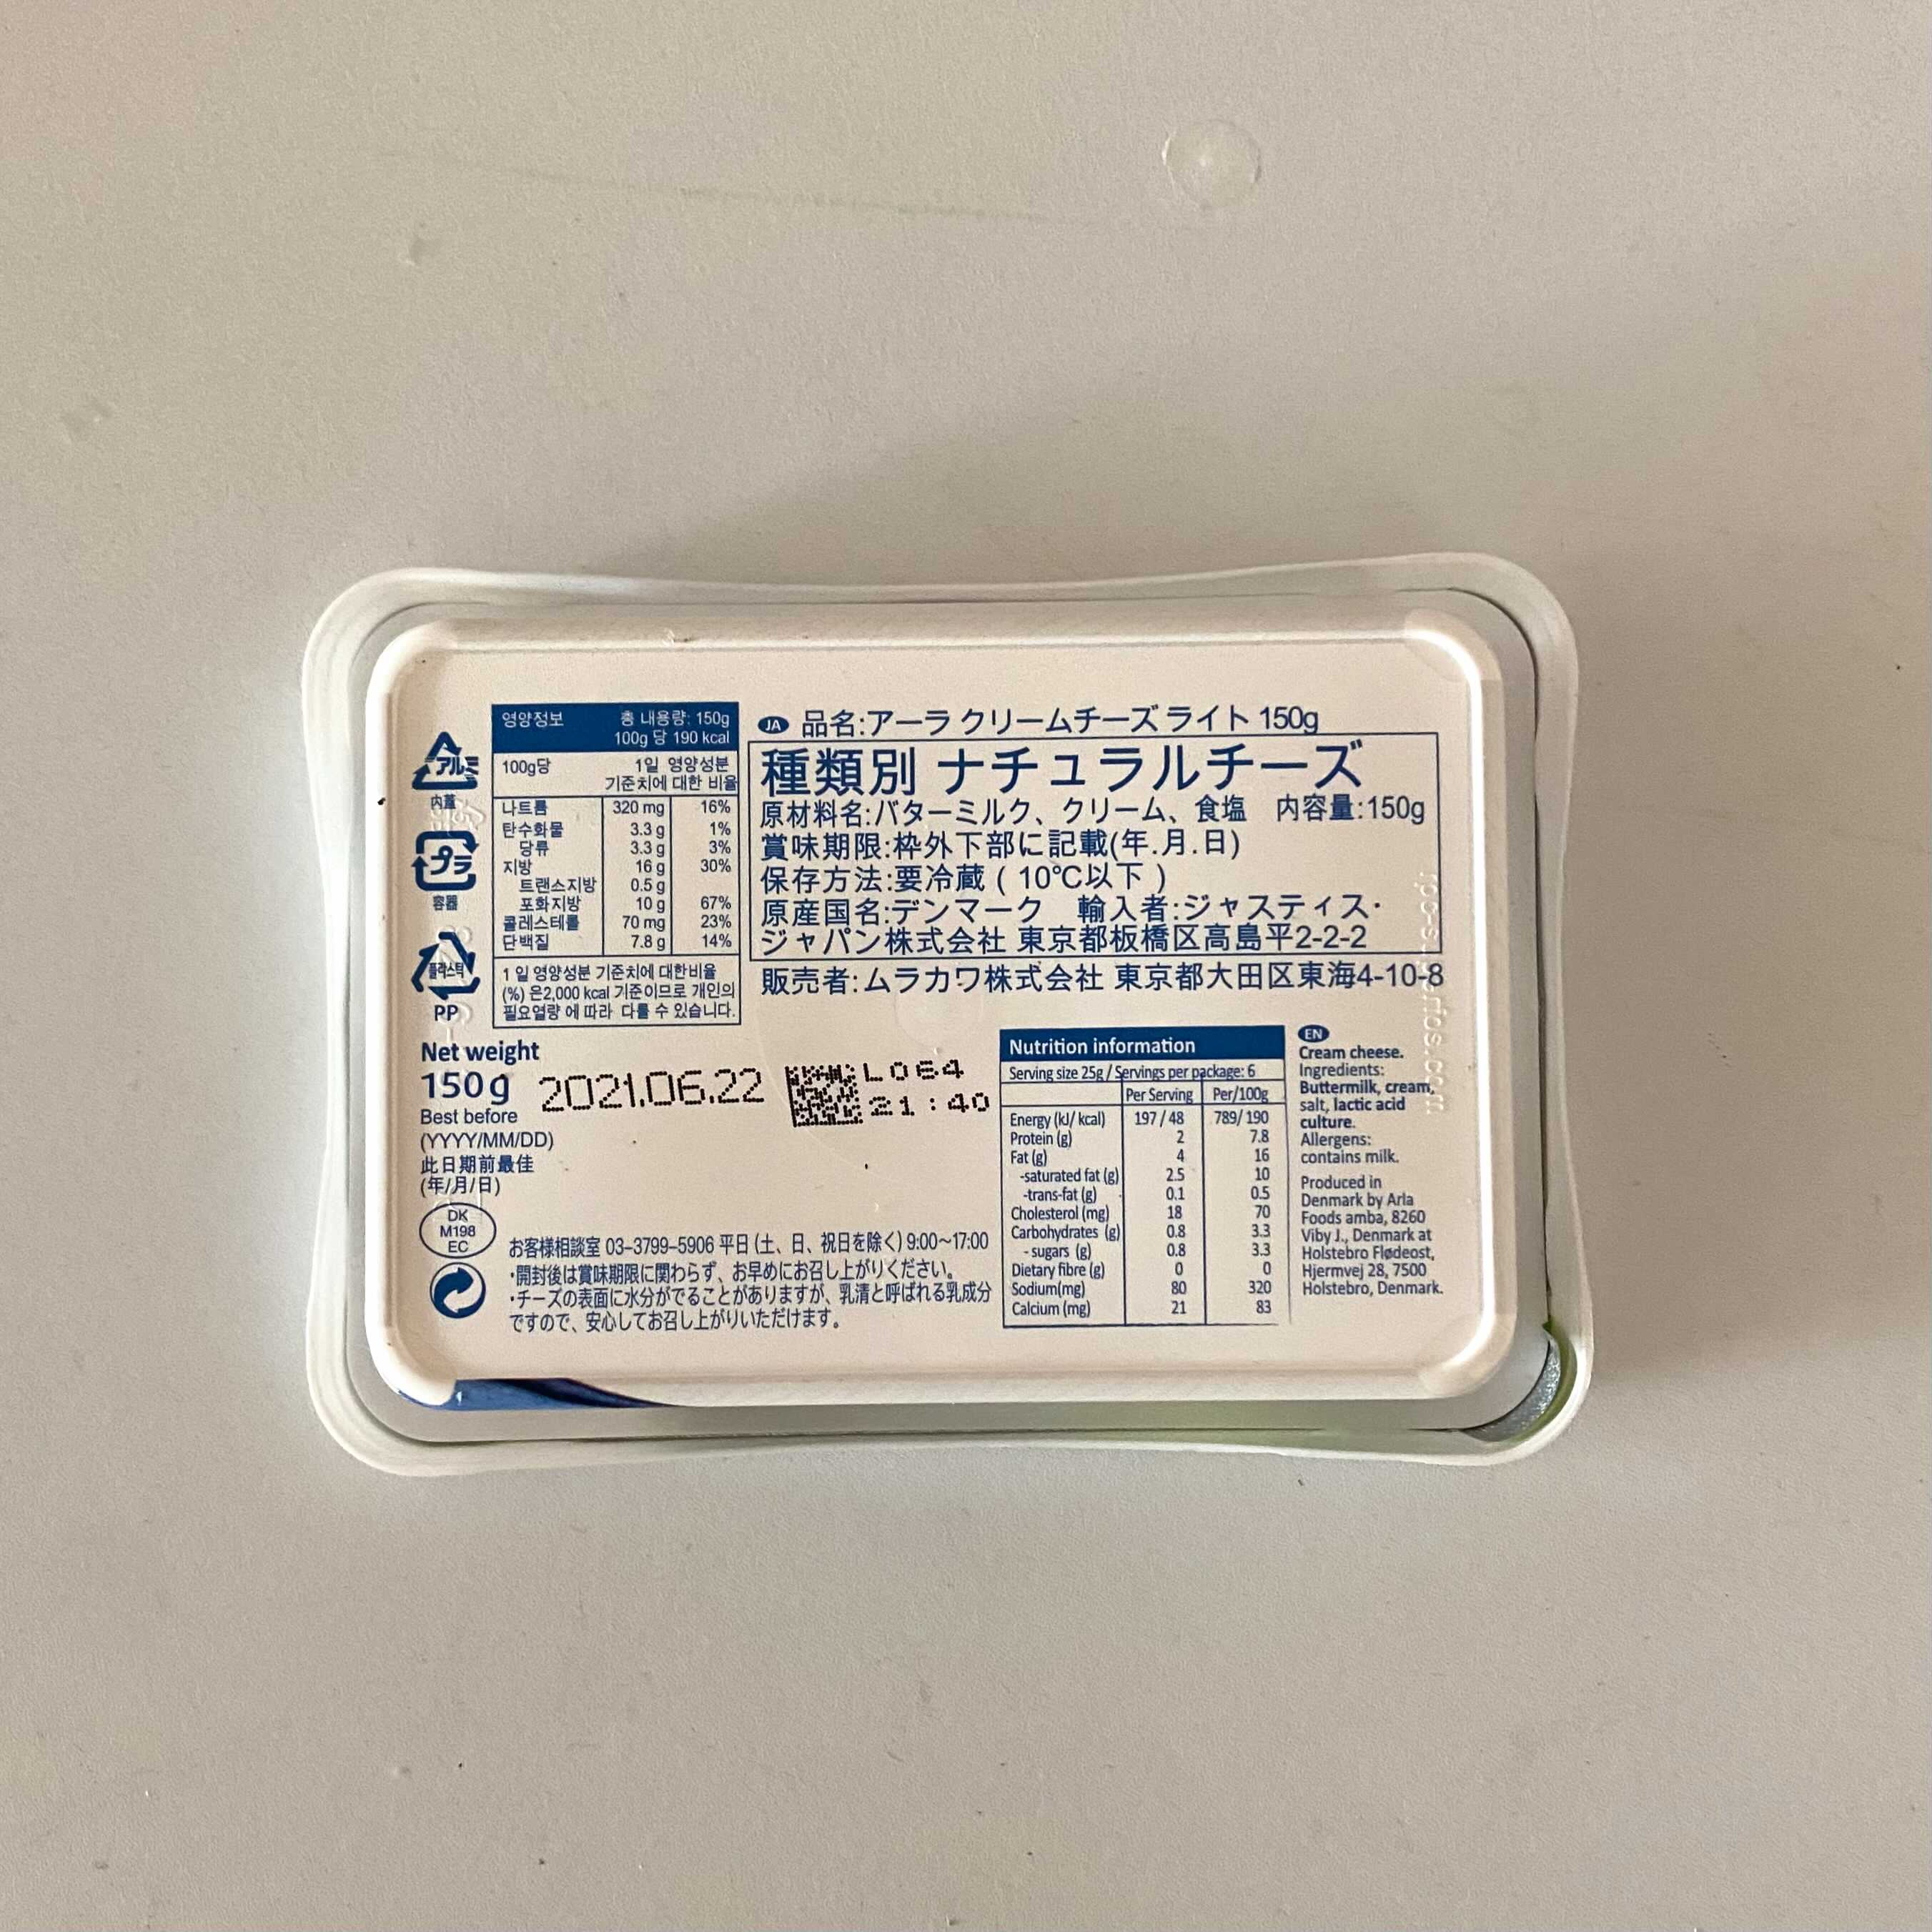 영양정보 총 내용량: 150g
100g 당 190 kcal
100g당 1일 영양성분
기준치에 대한 비율
나트륨 320 mg 16%
탄수화물 3.3 g 1%
당류 3.3 g 3%
지방 16 g 30%
트랜스지방 0.5 g
포화지방 10 g 67%
콜레스테롤 70 mg 23%
단백질 7.8 g 14%
1 일 영양성분 기준치에 대한비율
(%) 은2,000 kcal 기준이므로 개인의
필요열량 에 따라 다를 수 있습니다.
アルミ
内蓋
プラ
容器
플라스틱
PP
JA 品名:アーラ クリームチーズ ライト 150g
種類別 ナチュラルチーズ
原材料名:バターミルク、クリーム、食塩 内容量:150g
賞味期限:枠外下部に記載(年.月.日)
保存方法:要冷蔵 ( 10℃以下 )
原産国名:デンマーク 輸入者:ジャスティス・
ジャパン株式会社 東京都板橋区高島平2-2-2
販売者:ムラカワ株式会社 東京都大田区東海4-10-8
Net weight
150g
Best before
(YYYY/MM/DD)
此日期前最佳
(年/月/日)
2021.06.22
L064
21:40
DK
M198
EC
お客様相談室 03-3799-5906 平日 (土、日、祝日を除く) 9:00～17:00
・開封後は賞味期限に関わらず、お早めにお召し上がりください。
・チーズの表面に水分がでることがありますが、乳清と呼ばれる乳成分
ですので、安心してお召し上がりいただけます。
Nutrition information
Serving size 25g / Servings per package: 6
Per Serving Per/100g
Energy (kJ/ kcal) 197 / 48 789/ 190
Protein (g) 2 7.8
Fat (g) 4 16
-saturated fat (g) 2.5 10
-trans-fat (g) 0.1 0.5
Cholesterol (mg) 18 70
Carbohydrates (g) 0.8 3.3
- sugars (g) 0.8 3.3
Dietary fibre (g) 0 0
Sodium(mg) 80 320
Calcium (mg) 21 83
EN
Cream cheese.
Ingredients:
Buttermilk, cream,
salt, lactic acid
culture.
Allergens:
contains milk.
Produced in
Denmark by Arla
Foods amba, 8260
Viby J., Denmark at
Holstebro Flødeost,
Hjermvej 28, 7500
Holstebro, Denmark.